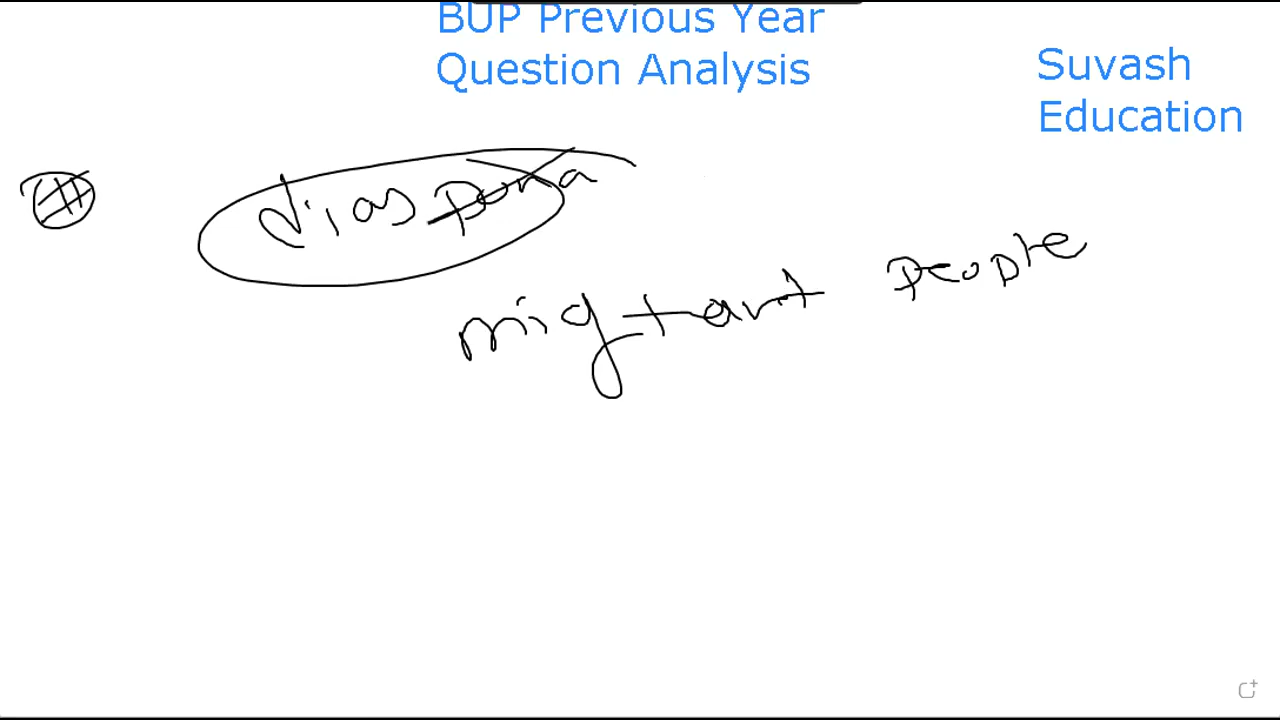 BUP Previous Year
Question Analysis
Suvash
Education
diaspora
migrant people